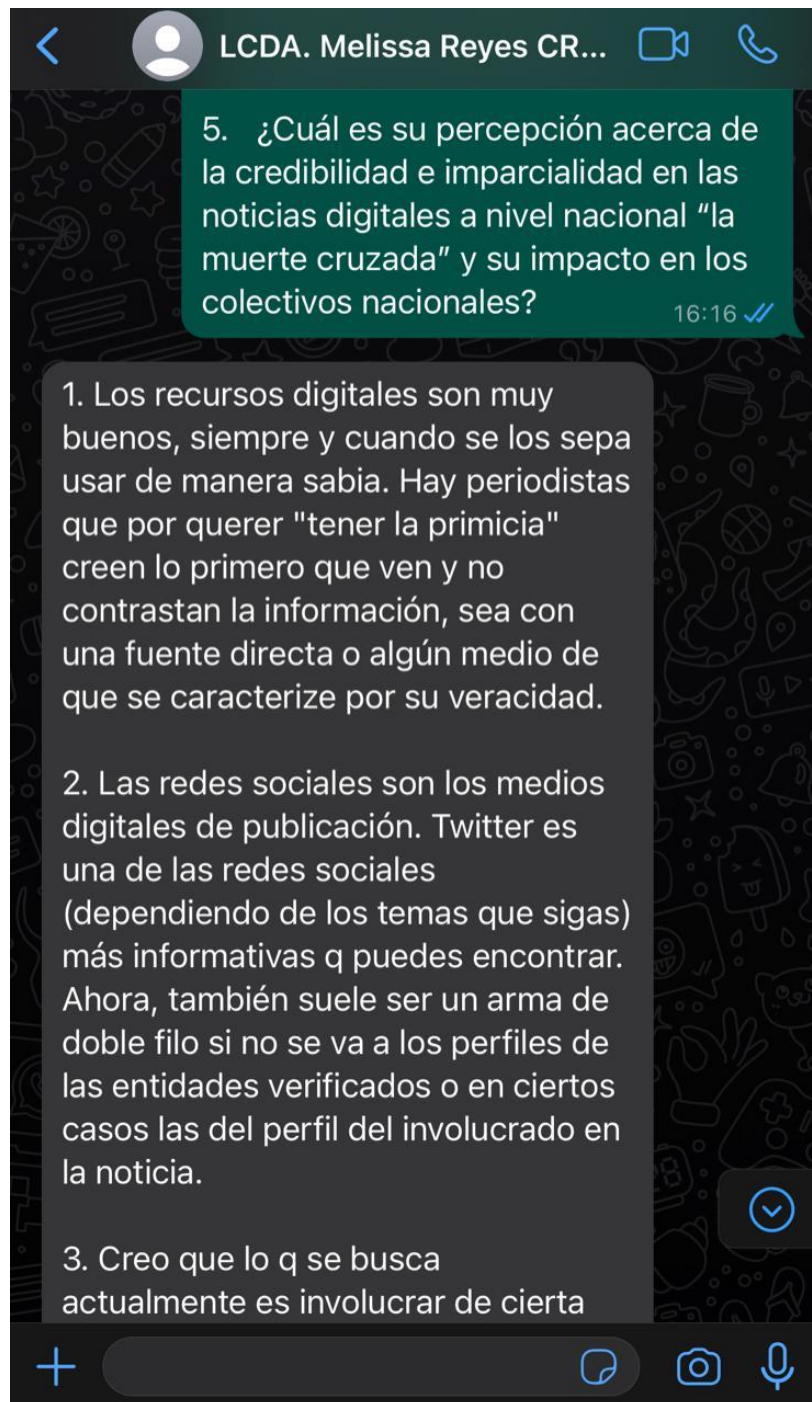 LCDA. Melissa Reyes CR...
5. ¿Cuál es su percepción acerca de
la credibilidad e imparcialidad en las
noticias digitales a nivel nacional “la
muerte cruzada” y su impacto en los
colectivos nacionales?
16:16
1. Los recursos digitales son muy
buenos, siempre y cuando se los sepa
usar de manera sabia. Hay periodistas
que por querer "tener la primicia"
creen lo primero que ven y no
contrastan la información, sea con
una fuente directa o algún medio de
que se caracterize por su veracidad.
2. Las redes sociales son los medios
digitales de publicación. Twitter es
una de las redes sociales
(dependiendo de los temas que sigas)
más informativas q puedes encontrar.
Ahora, también suele ser un arma de
doble filo si no se va a los perfiles de
las entidades verificados o en ciertos
casos las del perfil del involucrado en
la noticia.
3. Creo que lo q se busca
actualmente es involucrar de cierta